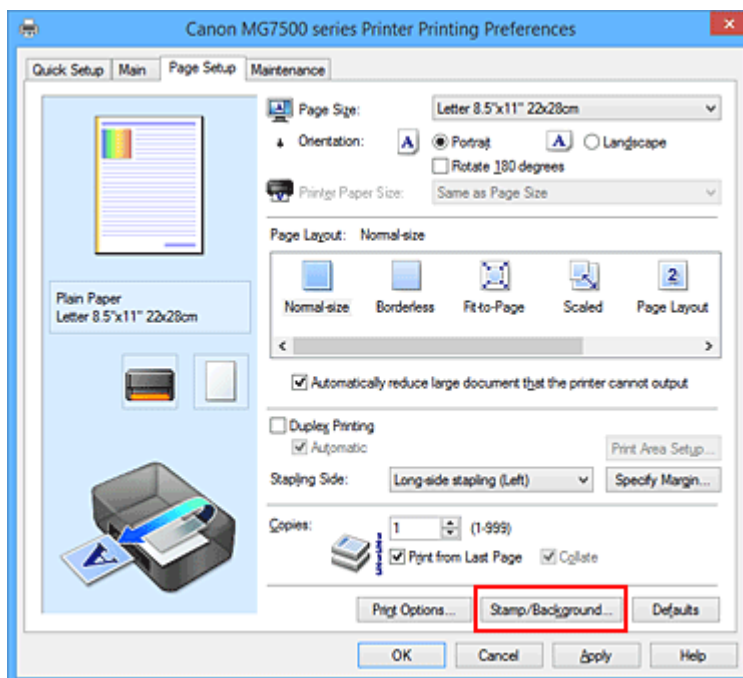 Canon MG7500 series Printer Printing Preferences
Quick Setup Main Page Setup Maintenance
Page Size: Letter 8.5"x11" 22x28cm
Orientation: A Portrait A Landscape
Rotate 180 degrees
Printer Paper Size: Same as Page Size
Page Layout: Normal-size
2
Normal-size Borderless Fit-to-Page Scaled Page Layout
Plain Paper
Letter 8.5"x11" 22x28cm
Automatically reduce large document that the printer cannot output
Duplex Printing
Automatic Print Area Setup...
Stapling Side: Long-side stapling (Left) Specify Margin...
Copies: 1 (1-999)
Print from Last Page Collate
A
Print Options... Stamp/Background... Defaults
OK Cancel Apply Help